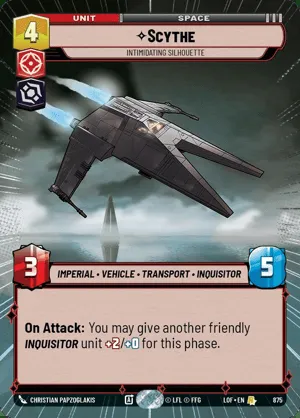 UNIT SPACE
4
✧SCYTHE
INTIMIDATING SILHOUETTE
3
5
IMPERIAL • VEHICLE • TRANSPORT • INQUISITOR
On Attack: You may give another friendly
INQUISITOR unit +2/+0 for this phase.
CHRISTIAN PAPZOGLAKIS © LFL © FFG LOF • EN 875